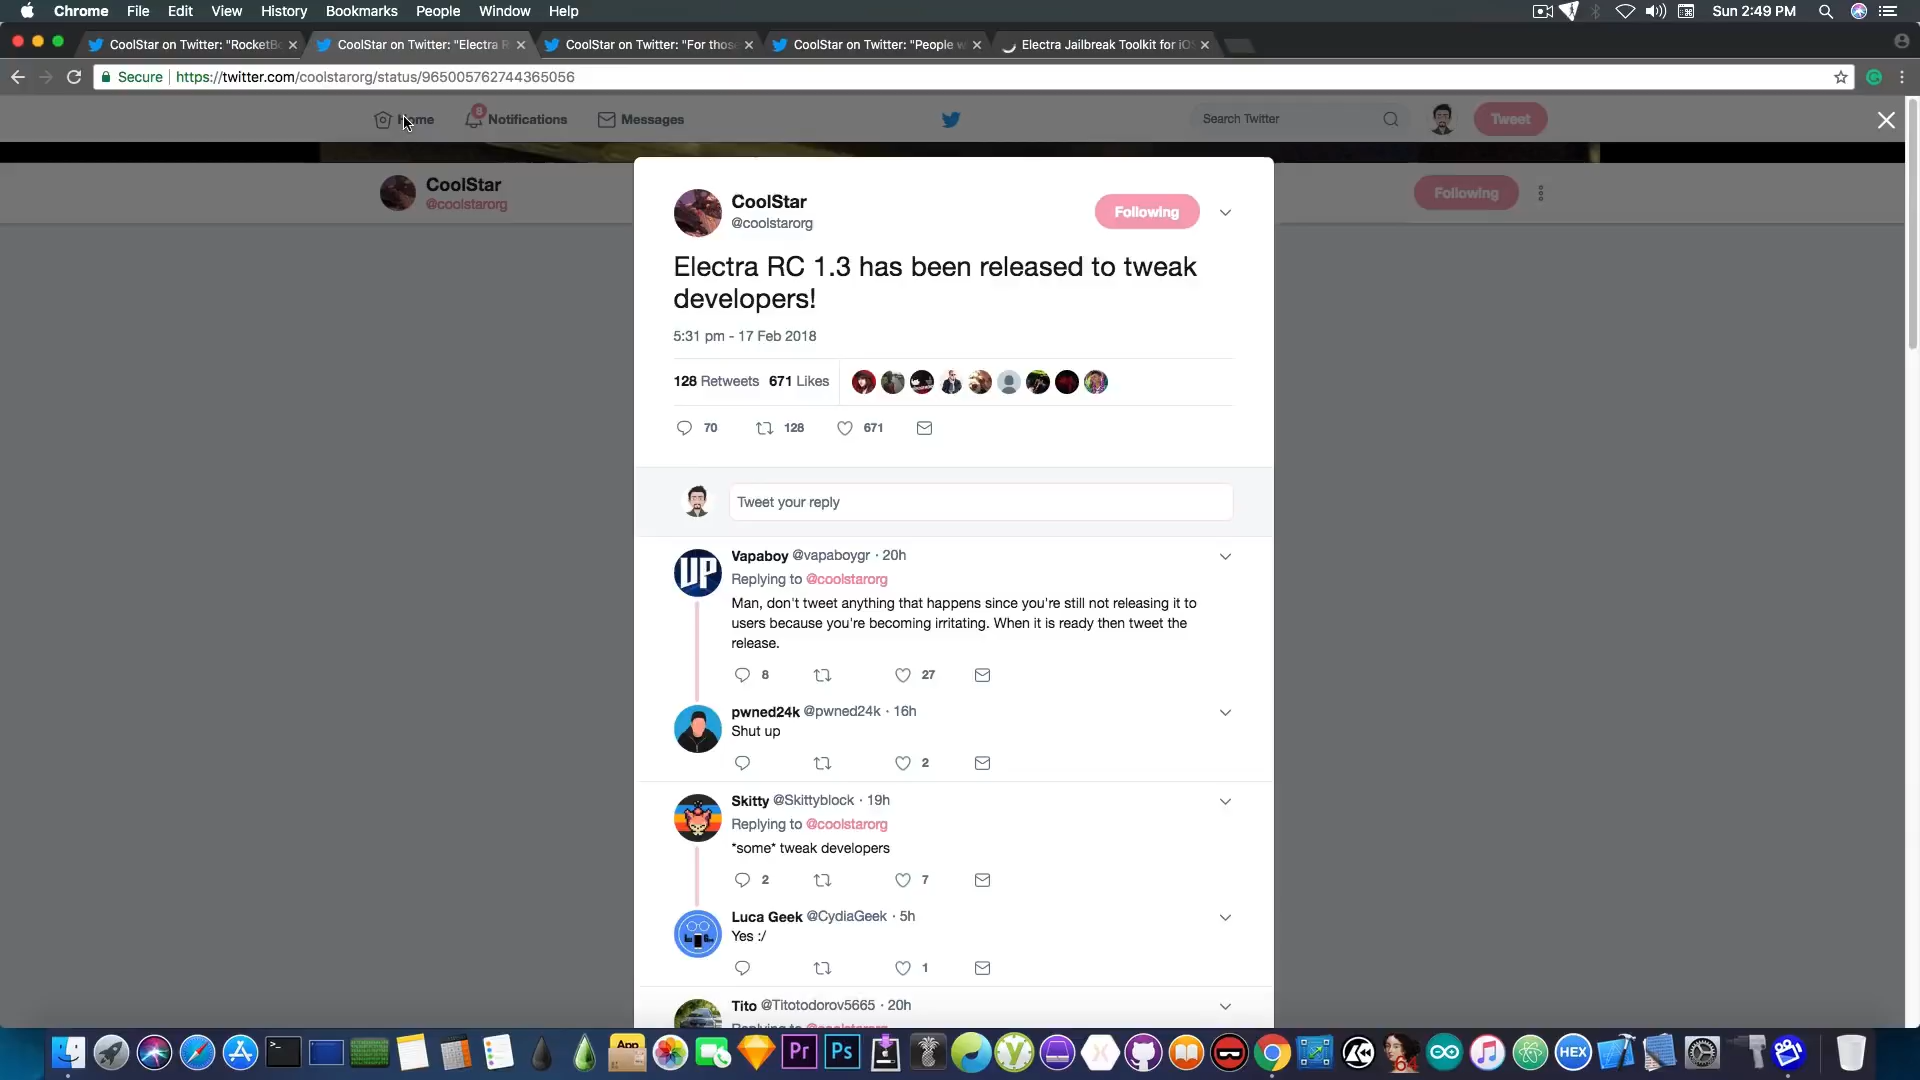 Chrome File Edit View History Bookmarks People Window Help
Sun 2:49 PM
CoolStar on Twitter: "RocketB
CoolStar on Twitter: "Electra R
CoolStar on Twitter: "For thos
CoolStar on Twitter: "People w
Electra Jailbreak Toolkit for iO
Secure https://twitter.com/coolstarorg/status/965005762744365056
8
Home Notifications Messages
Search Twitter
Tweet
CoolStar
@coolstarorg
Following
CoolStar
@coolstarorg
Following
Electra RC 1.3 has been released to tweak
developers!
5:31 pm - 17 Feb 2018
128 Retweets 671 Likes
70 128 671
Tweet your reply
Vapaboy @vapaboygr · 20h
Replying to @coolstarorg
Man, don't tweet anything that happens since you're still not releasing it to
users because you're becoming irritating. When it is ready then tweet the
release.
8 27
pwned24k @pwned24k · 16h
Shut up
2
Skitty @Skittyblock · 19h
Replying to @coolstarorg
*some* tweak developers
2 7
Luca Geek @CydiaGeek · 5h
Yes :/
1
Tito @Titotodorov5665 · 20h
Replying to @coolstarorg
UP
App
Pr
Ps
HEX